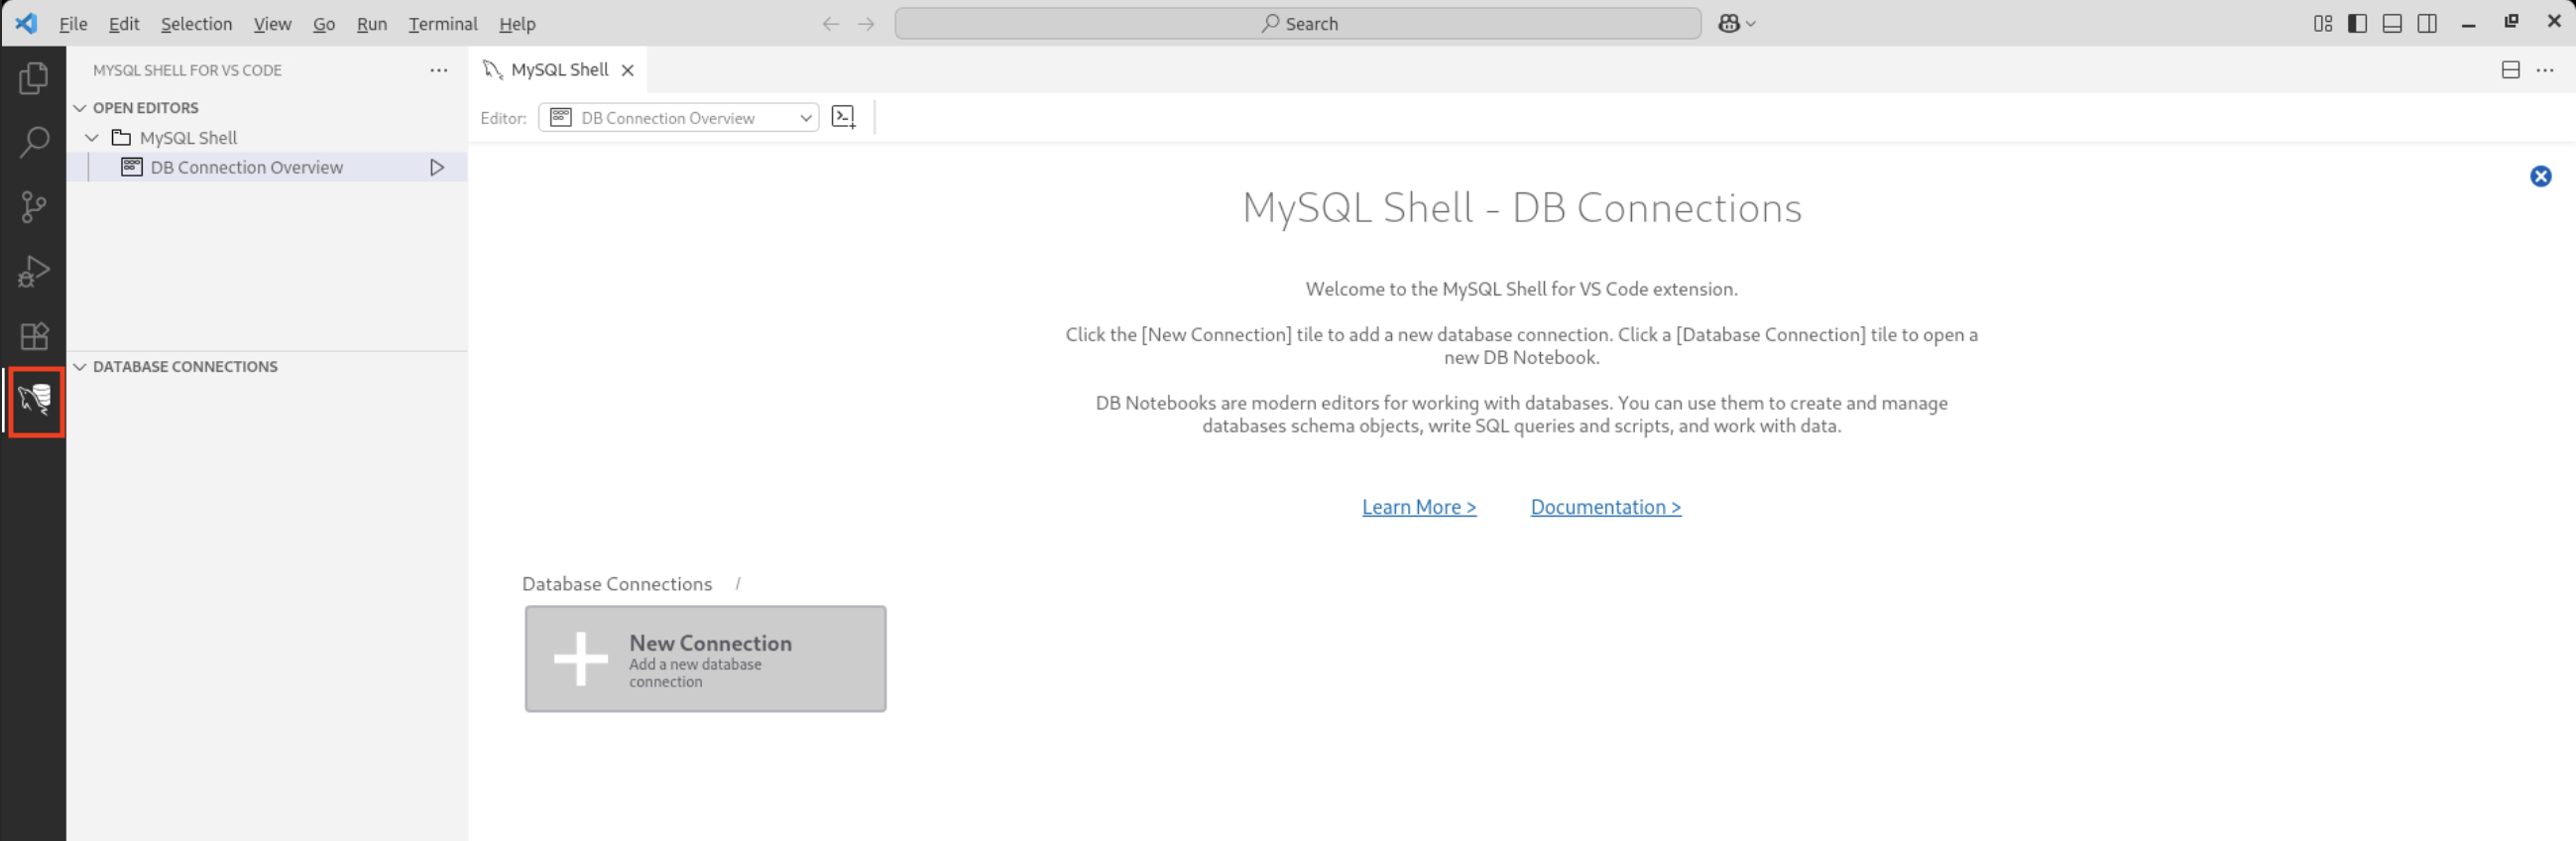 File Edit Selection View Go Run Terminal Help
Search
MYSQL SHELL FOR VS CODE
OPEN EDITORS
MySQL Shell
DB Connection Overview
DATABASE CONNECTIONS
MySQL Shell
Editor: DB Connection Overview
MySQL Shell - DB Connections
Welcome to the MySQL Shell for VS Code extension.
Click the [New Connection] tile to add a new database connection. Click a [Database Connection] tile to open a
new DB Notebook.
DB Notebooks are modern editors for working with databases. You can use them to create and manage
databases schema objects, write SQL queries and scripts, and work with data.
Learn More > Documentation >
Database Connections /
New Connection
Add a new database
connection